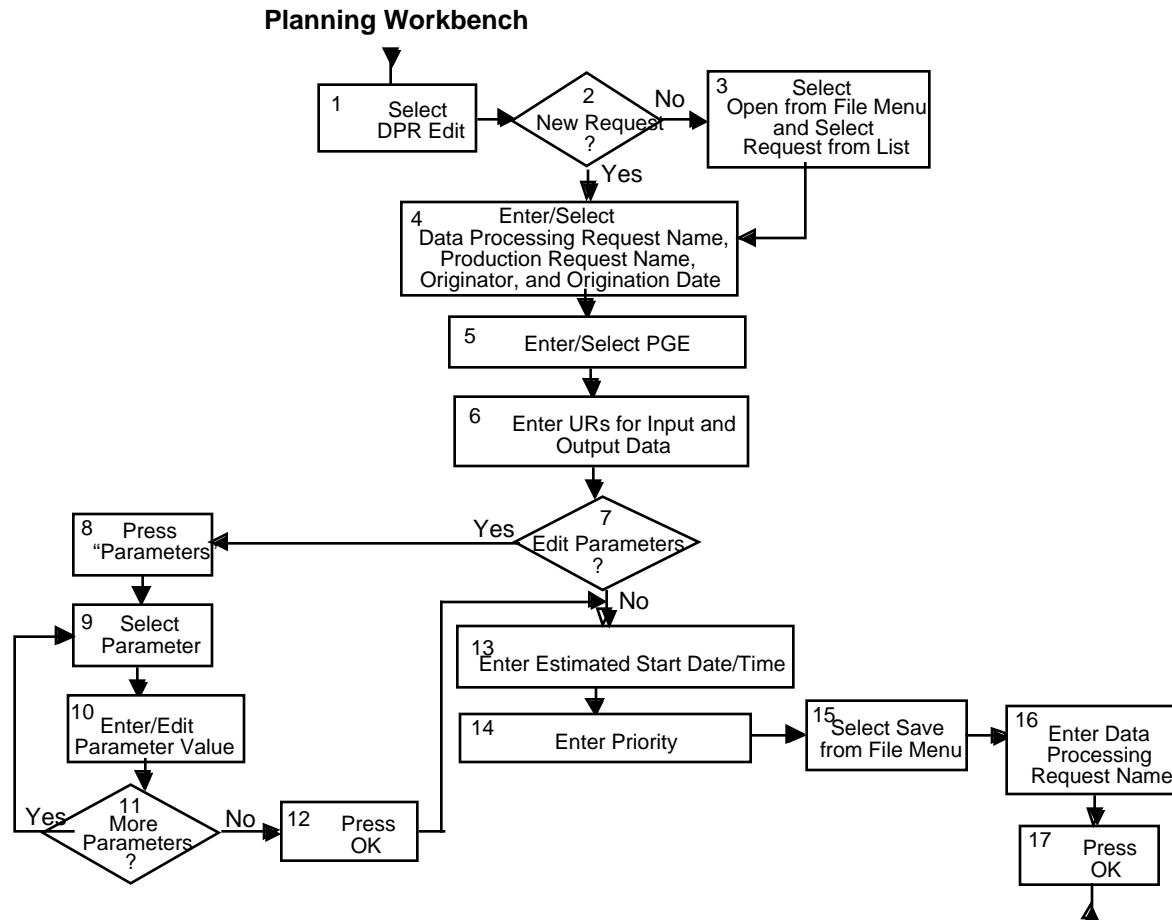 Planning Workbench
1
Select
DPR Edit
2
New Request
?
No
Yes
3
Select
Open from File Menu
and Select
Request from List
4
Enter/Select
Data Processing Request Name,
Production Request Name,
Originator, and Origination Date
5
Enter/Select PGE
6
Enter URs for Input and
Output Data
7
Edit Parameters
?
Yes
No
8
Press
“Parameters”
9
Select
Parameter
10
Enter/Edit
Parameter Value
11
More
Parameters
?
Yes
No
12
Press
OK
13
Enter Estimated Start Date/Time
14
Enter Priority
15
Select Save
from File Menu
16
Enter Data
Processing
Request Name
17
Press
OK